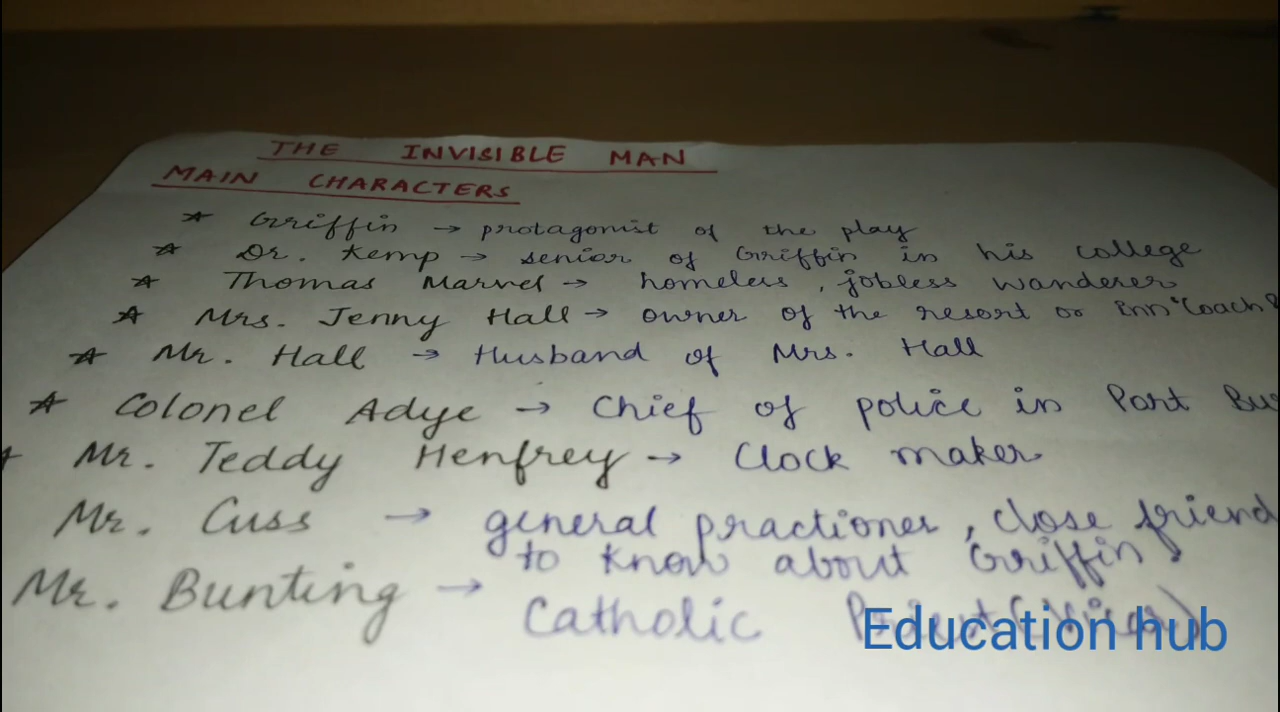 THE INVISIBLE MAN
MAIN CHARACTERS
☆ Griffin → protagonist of the play
☆ Dr. Kemp → senior of Griffin in his college
☆ Thomas Marvel → homeless, jobless wanderer
☆ Mrs. Jenny Hall → owner of the resort or inn "Coach
☆ Mr. Hall → Husband of Mrs. Hall
☆ Colonel Adye → Chief of police in Port
Mr. Teddy Henfrey → Clock maker
Mr. Cuss → general practioner, close friend
to know about Griffin
Mr. Bunting → Catholic
Education hub